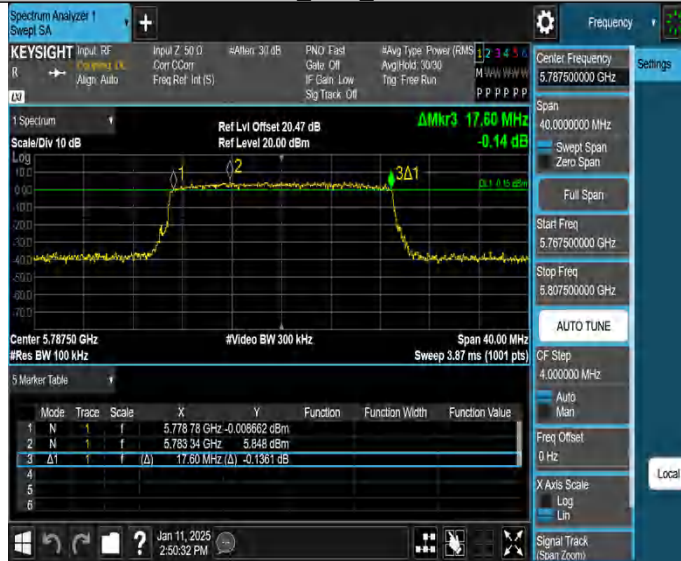 Spectrum Analyzer 1
Swept SA
+
Frequency
KEYSIGHT Input: RF Input Z: 50 Ω #Atten: 30 dB PNO: Fast #Avg Type: Power (RMS 1 2 3 4 5 6
R Coupling: DC Corr CCorr Gate: Off Avg|Hold: 30/30 M W W W W W
Align: Auto Freq Ref: Int (S) IF Gain: Low Trig: Free Run
Sig Track: Off P P P P P P
LXI
1 Spectrum
Ref Lvl Offset 20.47 dB ΔMkr3 17.60 MHz
Scale/Div 10 dB Ref Level 20.00 dBm -0.14 dB
Log
10.0
0.00
-10.0
-20.0
-30.0
-40.0
-50.0
-60.0
-70.0
1
2
3Δ1
Center 5.78750 GHz #Video BW 300 kHz Span 40.00 MHz
#Res BW 100 kHz Sweep 3.87 ms (1001 pts)
5 Marker Table
Mode Trace Scale X Y Function Function Width Function Value
1 N 1 f 5.778 78 GHz -0.008662 dBm
2 N 1 f 5.783 34 GHz 5.848 dBm
3 Δ1 1 f (Δ) 17.60 MHz (Δ) -0.1361 dB
4
5
6
?
Jan 11, 2025
2:50:32 PM
Center Frequency
5.787500000 GHz
Span
40.0000000 MHz
Swept Span
Zero Span
Full Span
Start Freq
5.767500000 GHz
Stop Freq
5.807500000 GHz
AUTO TUNE
CF Step
4.000000 MHz
Auto
Man
Freq Offset
0 Hz
X Axis Scale
Log
Lin
Signal Track
(Span Zoom)
Settings
Local